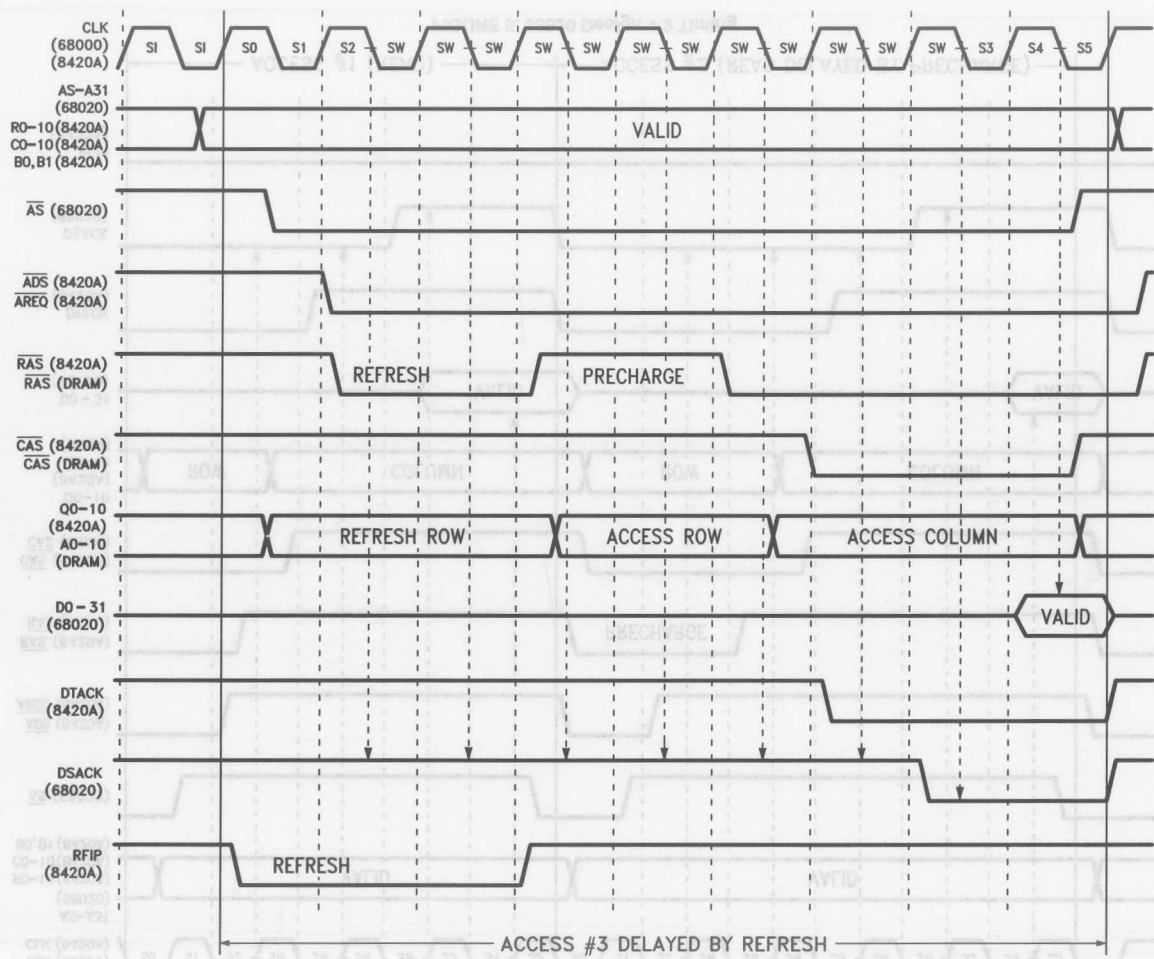 CLK
(68000)
(8420A)
SI SI S0 S1 S2 SW SW SW SW SW SW SW SW SW SW SW SW S3 S4 S5
AS-A31
(68020)
R0-10 (8420A)
C0-10 (8420A)
B0, B1 (8420A)
VALID
AS (68020)
ADS (8420A)
AREQ (8420A)
RAS (8420A)
RAS (DRAM)
REFRESH
PRECHARGE
CAS (8420A)
CAS (DRAM)
Q0-10
(8420A)
A0-10
(DRAM)
REFRESH ROW
ACCESS ROW
ACCESS COLUMN
D0-31
(68020)
VALID
DTACK
(8420A)
DSACK
(68020)
RFIP
(8420A)
REFRESH
ACCESS #3 DELAYED BY REFRESH